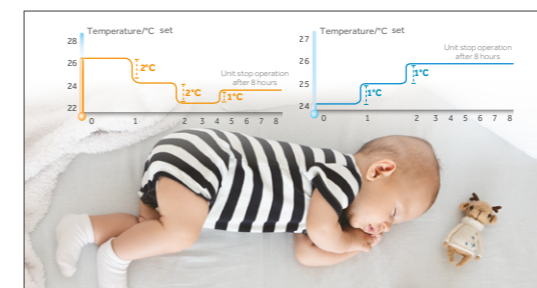 Temperature/°C set
28
26
24
22
2°C
2°C
1°C
Unit stop operation
after 8 hours
0 1 2 3 4 5 6 7 8
Temperature/°C set
27
26
25
24
1°C
1°C
Unit stop operation
after 8 hours
0 1 2 3 4 5 6 7 8